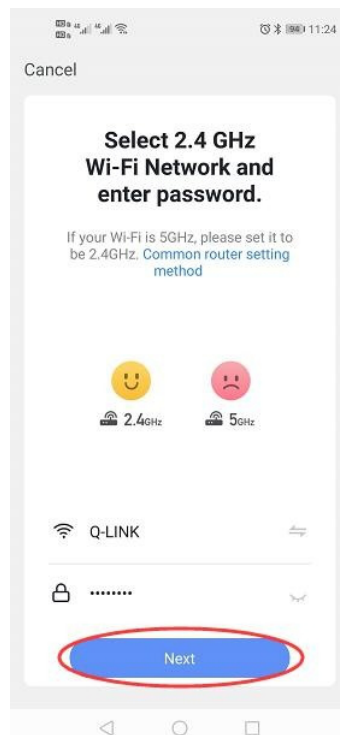 11:24
Cancel
Select 2.4 GHz
Wi-Fi Network and
enter password.
If your Wi-Fi is 5GHz, please set it to
be 2.4GHz. Common router setting
method
2.4GHz 5GHz
Q-LINK
········
Next